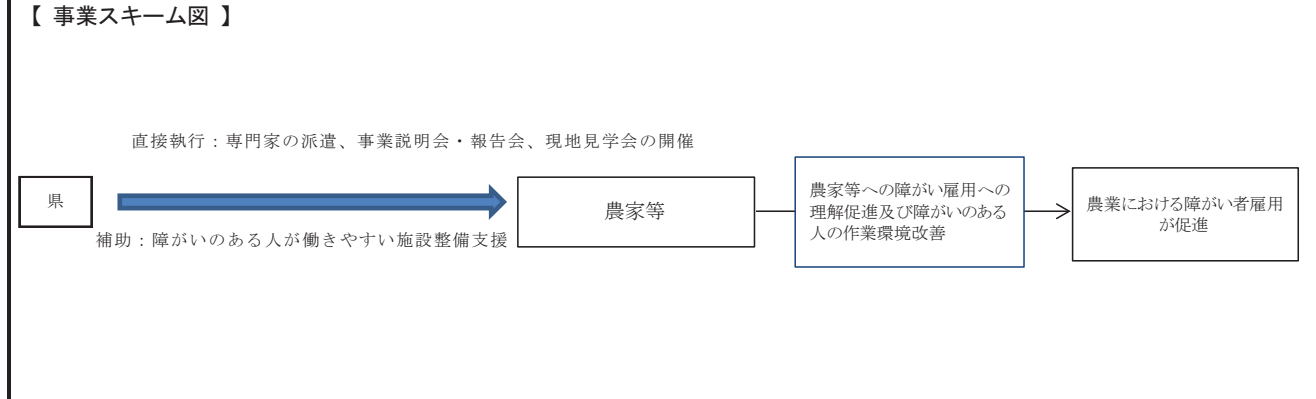 【 事業スキーム図 】
直接執行：専門家の派遣、事業説明会・報告会、現地見学会の開催
県
補助：障がいのある人が働きやすい施設整備支援
農家等
農家等への障がい雇用への
理解促進及び障がいのある
人の作業環境改善
農業における障がい者雇用
が促進